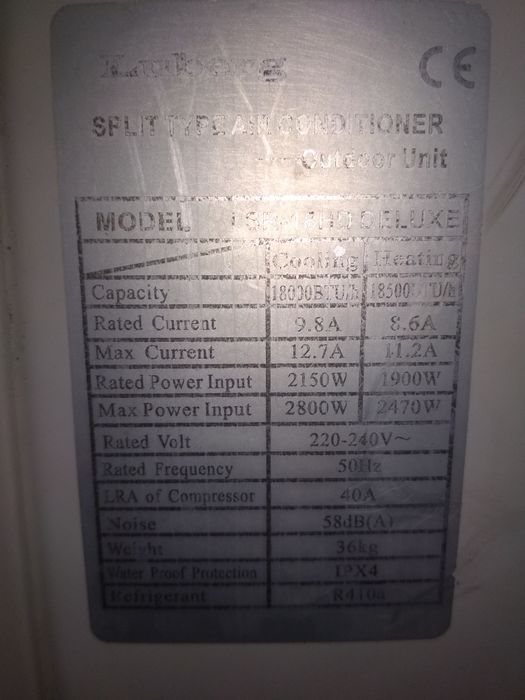 CE
SPLIT TYPE AIR CONDITIONER
Outdoor Unit
MODEL DELUXE
Cooling Heating
Capacity 18000BTU/h 18500BTU/h
Rated Current 9.8A 8.6A
Max Current 12.7A 11.2A
Rated Power Input 2150W 1900W
Max Power Input 2800W 2470W
Rated Volt 220-240V~
Rated Frequency 50Hz
LRA of Compressor 40A
Noise 58dB(A)
Weight 36kg
Water Proof Protection IPX4
Refrigerant R410a